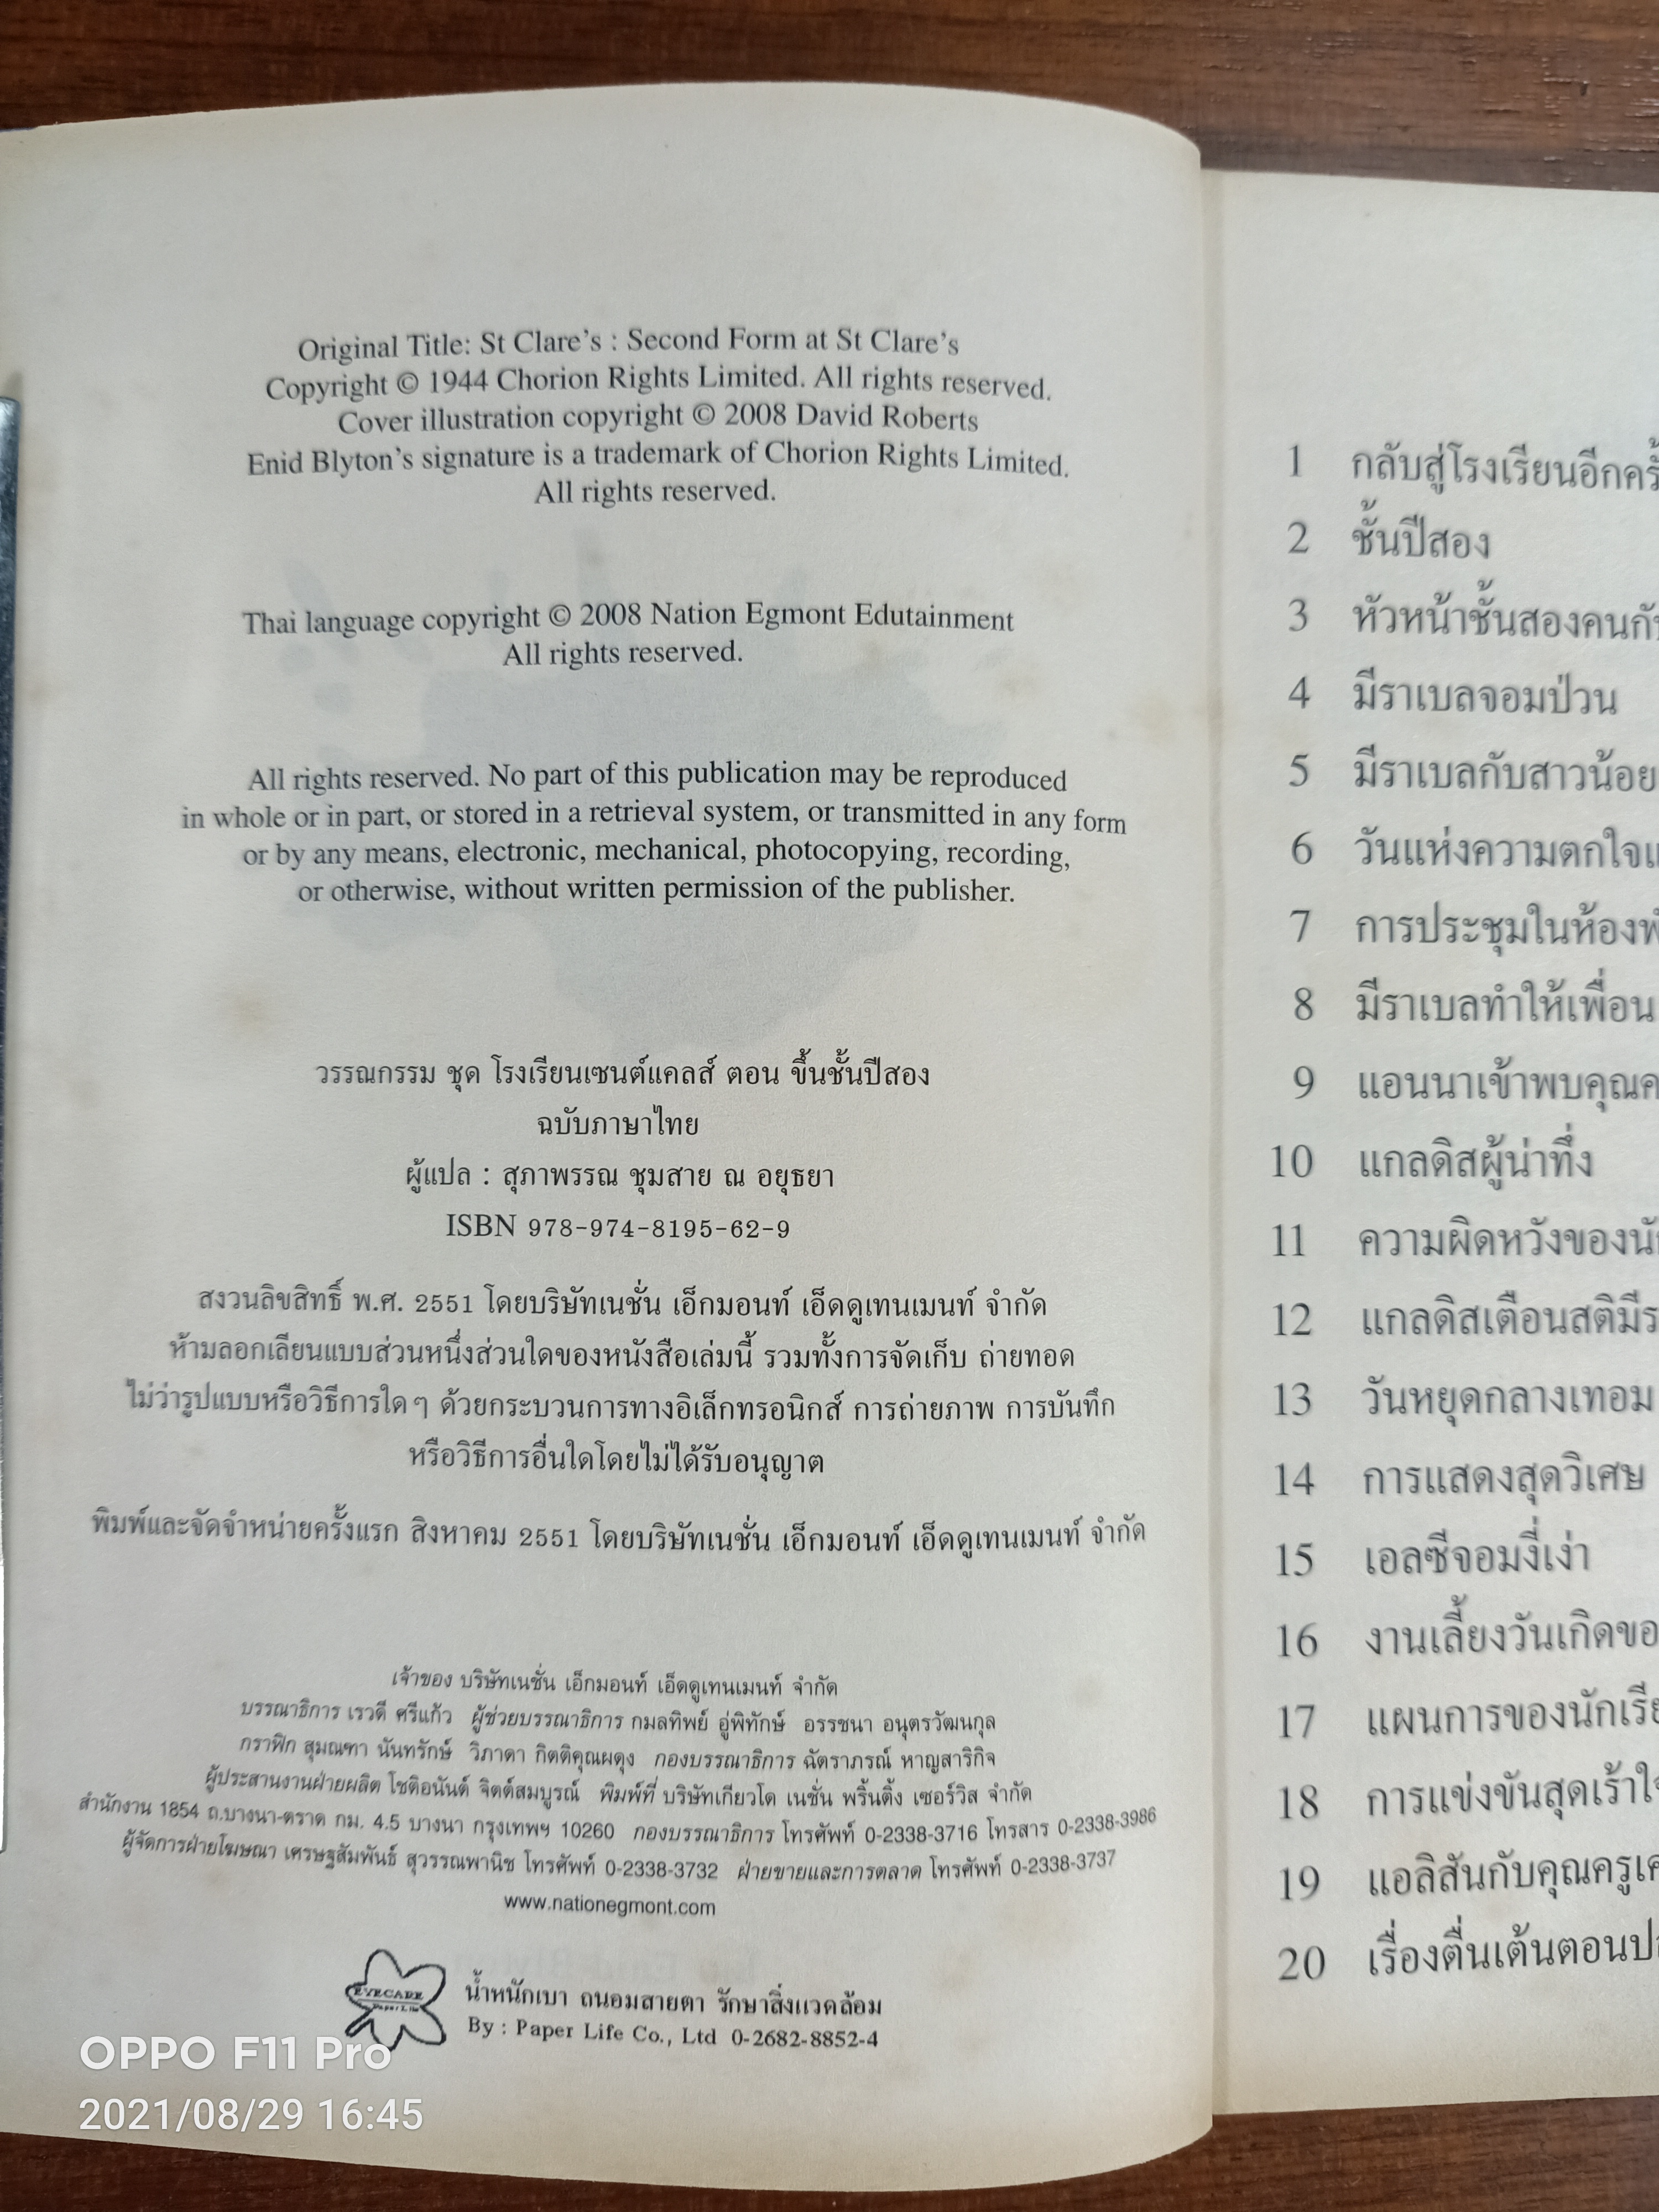 Original Title: St Clare's : Second Form at St Clare's
Copyright © 1944 Chorion Rights Limited. All rights reserved.
Cover illustration copyright © 2008 David Roberts
Enid Blyton's signature is a trademark of Chorion Rights Limited.
All rights reserved.
Thai language copyright © 2008 Nation Egmont Edutainment
All rights reserved.
All rights reserved. No part of this publication may be reproduced
in whole or in part, or stored in a retrieval system, or transmitted in any form
or by any means, electronic, mechanical, photocopying, recording,
or otherwise, without written permission of the publisher.
วรรณกรรม ชุด โรงเรียนเซนต์แคลส์ ตอน ขึ้นชั้นปีสอง
ฉบับภาษาไทย
ผู้แปล : สุภาพรรณ ชุมสาย ณ อยุธยา
ISBN 978-974-8195-62-9
สงวนลิขสิทธิ์ พ.ศ. 2551 โดยบริษัทเนชั่น เอ็กมอนท์ เอ็ดดูเทนเมนท์ จำกัด
ห้ามลอกเลียนแบบส่วนหนึ่งส่วนใดของหนังสือเล่มนี้ รวมทั้งการจัดเก็บ ถ่ายทอด
ไม่ว่ารูปแบบหรือวิธีการใดๆ ด้วยกระบวนการทางอิเล็กทรอนิกส์ การถ่ายภาพ การบันทึก
หรือวิธีการอื่นใดโดยไม่ได้รับอนุญาต
พิมพ์และจัดจำหน่ายครั้งแรก สิงหาคม 2551 โดยบริษัทเนชั่น เอ็กมอนท์ เอ็ดดูเทนเมนท์ จำกัด
เจ้าของ บริษัทเนชั่น เอ็กมอนท์ เอ็ดดูเทนเมนท์ จำกัด
บรรณาธิการ เรวดี ศรีแก้ว ผู้ช่วยบรรณาธิการ กมลทิพย์ อู่พิทักษ์ อรรชนา อนุตรวัฒนกุล
กราฟิก สุมณฑา นันทรักษ์ วิภาดา กิตติคุณผดุง กองบรรณาธิการ ฉัตราภรณ์ หาญสาริกิจ
ผู้ประสานงานฝ่ายผลิต โชติอนันต์ จิตต์สมบูรณ์ พิมพ์ที่ บริษัทเกียวโด เนชั่น พริ้นติ้ง เซอร์วิส จำกัด
สำนักงาน 1854 ถ.บางนา-ตราด กม. 4.5 บางนา กรุงเทพฯ 10260 กองบรรณาธิการ โทรศัพท์ 0-2338-3716 โทรสาร 0-2338-3986
ผู้จัดการฝ่ายโฆษณา เศรษฐสัมพันธ์ สุวรรณพานิช โทรศัพท์ 0-2338-3732 ฝ่ายขายและการตลาด โทรศัพท์ 0-2338-3737
www.nationegmont.com
EYECARE
Paper Life
น้ำหนักเบา ถนอมสายตา รักษาสิ่งแวดล้อม
By : Paper Life Co., Ltd 0-2682-8852-4
OPPO F11 Pro
2021/08/29 16:45
1 กลับสู่โรงเรียนอีกครั้
2 ชั้นปีสอง
3 หัวหน้าชั้นสองคนกับ
4 มีราเบลจอมป่วน
5 มีราเบลกับสาวน้อย
6 วันแห่งความตกใจแ
7 การประชุมในห้องพั
8 มีราเบลทำให้เพื่อน
9 แอนนาเข้าพบคุณค
10 แกลดิสผู้น่าทึ่ง
11 ความผิดหวังของนั
12 แกลดิสเตือนสติมีร
13 วันหยุดกลางเทอม
14 การแสดงสุดวิเศษ
15 เอลซีจอมงี่เง่า
16 งานเลี้ยงวันเกิดขอ
17 แผนการของนักเรีย
18 การแข่งขันสุดเร้าใจ
19 แอลิสันกับคุณครูเค
20 เรื่องตื่นเต้นตอนปล